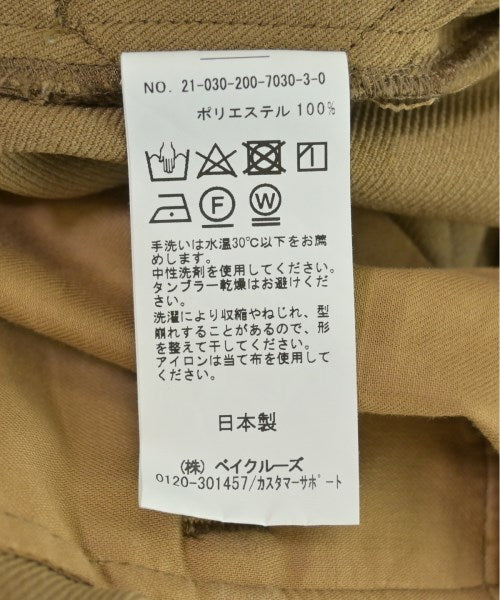 NO. 21-030-200-7030-3-0
ポリエステル 100%
F
W
手洗いは水温30℃以下をお薦
めします。
中性洗剤を使用してください。
タンブラー乾燥はお避けくださ
い。
洗濯により収縮やねじれ、型
崩れすることがあるので、形
を整えて干してください。
アイロンは当て布を使用して
ください。
日本製
(株) ベイクルーズ
0120-301457/カスタマーサポート